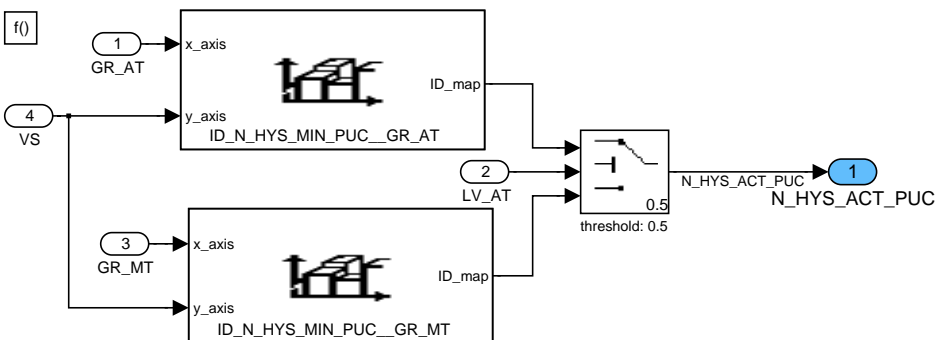 f()
1
GR_AT
x_axis
y_axis
ID_map
ID_N_HYS_MIN_PUC__GR_AT
4
VS
2
LV_AT
0.5
threshold: 0.5
N_HYS_ACT_PUC
1
N_HYS_ACT_PUC
3
GR_MT
x_axis
y_axis
ID_map
ID_N_HYS_MIN_PUC__GR_MT